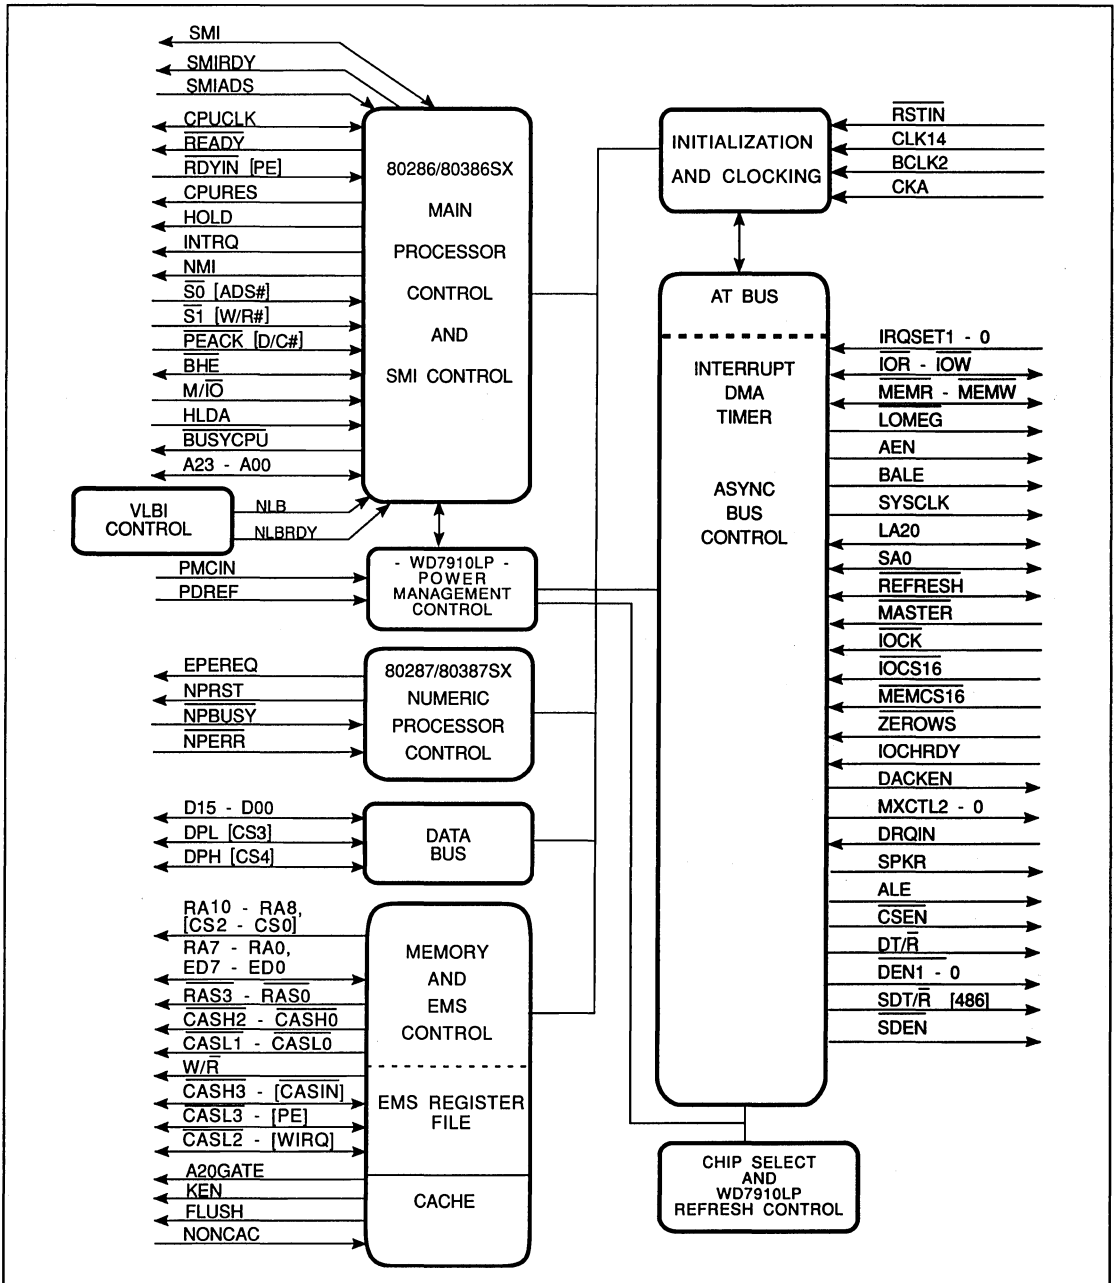 SMI
SMIRDY
SMIADS
CPUCLK
READY
RDYIN [PE]
CPURES
HOLD
INTRQ
NMI
S0 [ADS#]
S1 [W/R#]
PEACK [D/C#]
BHE
M/IO
HLDA
BUSYCPU
A23 - A00
80286/80386SX
MAIN
PROCESSOR
CONTROL
AND
SMI CONTROL
VLBI
CONTROL
NLB
NLBRDY
PMCIN
PDREF
- WD7910LP -
POWER
MANAGEMENT
CONTROL
EPEREQ
NPRST
NPBUSY
NPERR
80287/80387SX
NUMERIC
PROCESSOR
CONTROL
D15 - D00
DPL [CS3]
DPH [CS4]
DATA
BUS
RA10 - RA8,
[CS2 - CS0]
RA7 - RA0,
ED7 - ED0
RAS3 - RAS0
CASH2 - CASH0
CASL1 - CASL0
W/R
CASH3 - [CASIN]
CASL3 - [PE]
CASL2 - [WIRQ]
A20GATE
KEN
FLUSH
NONCAC
MEMORY
AND
EMS
CONTROL
EMS REGISTER
FILE
CACHE
INITIALIZATION
AND CLOCKING
RSTIN
CLK14
BCLK2
CKA
AT BUS
INTERRUPT
DMA
TIMER
ASYNC
BUS
CONTROL
IRQSET1 - 0
IOR - IOW
MEMR - MEMW
LOMEG
AEN
BALE
SYSCLK
LA20
SA0
REFRESH
MASTER
IOCK
IOCS16
MEMCS16
ZEROWS
IOCHRDY
DACKEN
MXCTL2 - 0
DRQIN
SPKR
ALE
CSEN
DT/R
DEN1 - 0
SDT/R [486]
SDEN
CHIP SELECT
AND
WD7910LP
REFRESH CONTROL